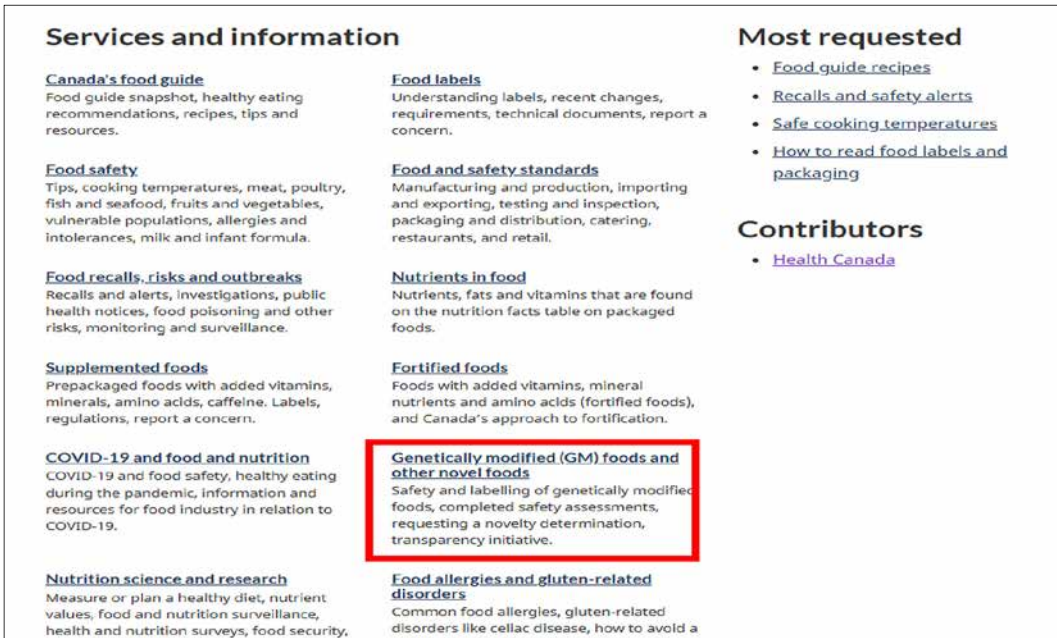 Services and information
Canada's food guide
Food guide snapshot, healthy eating
recommendations, recipes, tips and
resources.
Food labels
Understanding labels, recent changes,
requirements, technical documents, report a
concern.
Food safety
Tips, cooking temperatures, meat, poultry,
fish and seafood, fruits and vegetables,
vulnerable populations, allergies and
intolerances, milk and infant formula.
Food and safety standards
Manufacturing and production, importing
and exporting, testing and inspection,
packaging and distribution, catering,
restaurants, and retail.
Food recalls, risks and outbreaks
Recalls and alerts, investigations, public
health notices, food poisoning and other
risks, monitoring and surveillance.
Nutrients in food
Nutrients, fats and vitamins that are found
on the nutrition facts table on packaged
foods.
Supplemented foods
Prepackaged foods with added vitamins,
minerals, amino acids, caffeine. Labels,
regulations, report a concern.
Fortified foods
Foods with added vitamins, mineral
nutrients and amino acids (fortified foods),
and Canada's approach to fortification.
COVID-19 and food and nutrition
COVID-19 and food safety, healthy eating
during the pandemic, information and
resources for food industry in relation to
COVID-19.
Genetically modified (GM) foods and
other novel foods
Safety and labelling of genetically modified
foods, completed safety assessments,
requesting a novelty determination,
transparency initiative.
Nutrition science and research
Measure or plan a healthy diet, nutrient
values, food and nutrition surveillance,
health and nutrition surveys, food security,
Food allergies and gluten-related
disorders
Common food allergies, gluten-related
disorders like celiac disease, how to avoid a
Most requested
• Food guide recipes
• Recalls and safety alerts
• Safe cooking temperatures
• How to read food labels and
packaging
Contributors
• Health Canada